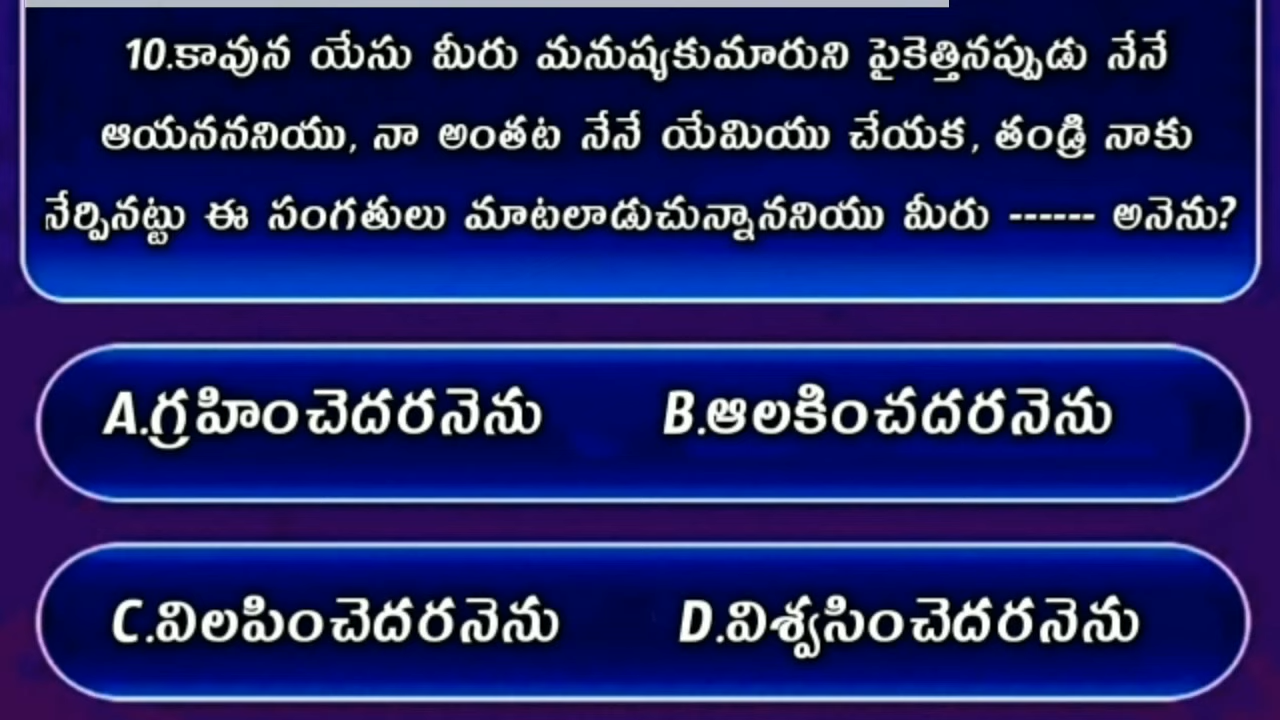 10.కావున యేసు మీరు మనుష్యకుమారుని పైకెత్తినప్పుడు నేనే
ఆయనననియు, నా అంతట నేనే యేమియు చేయక, తండ్రి నాకు
నేర్పినట్టు ఈ సంగతులు మాటలాడుచున్నాననియు మీరు ------ అనెను?
A.గ్రహించెదరనెను B.ఆలకించదరనెను
C.విలపించెదరనెను D.విశ్వసించెదరనెను